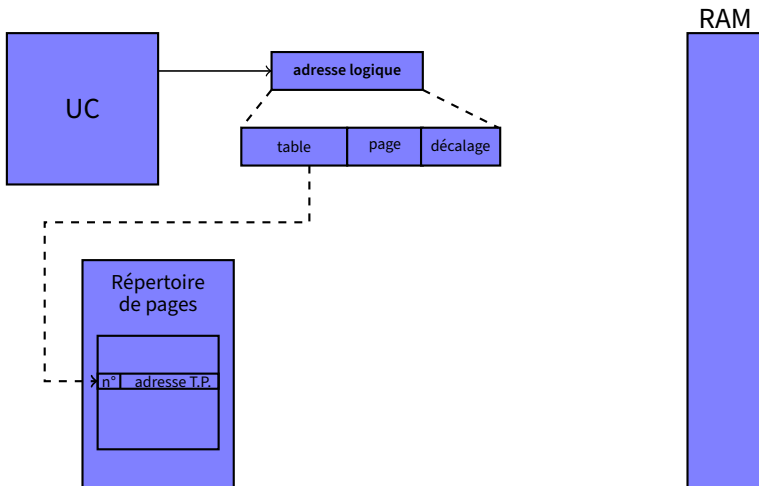 RAM
UC
adresse logique
table
page
décalage
Répertoire
de pages
n°
adresse T.P.